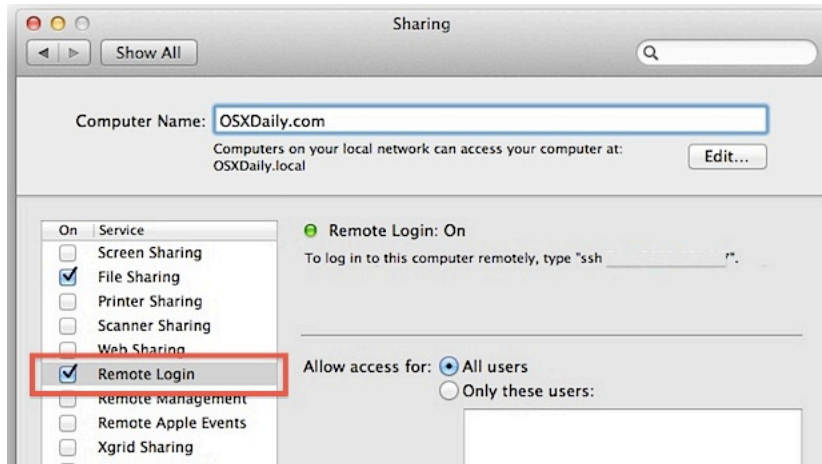 Sharing
Show All
Computer Name: OSXDaily.com
Computers on your local network can access your computer at:
OSXDaily.local
Edit...
On Service
Screen Sharing
File Sharing
Printer Sharing
Scanner Sharing
Web Sharing
Remote Login
Remote Management
Remote Apple Events
Xgrid Sharing
Remote Login: On
To log in to this computer remotely, type "ssh ".
Allow access for: All users
Only these users: